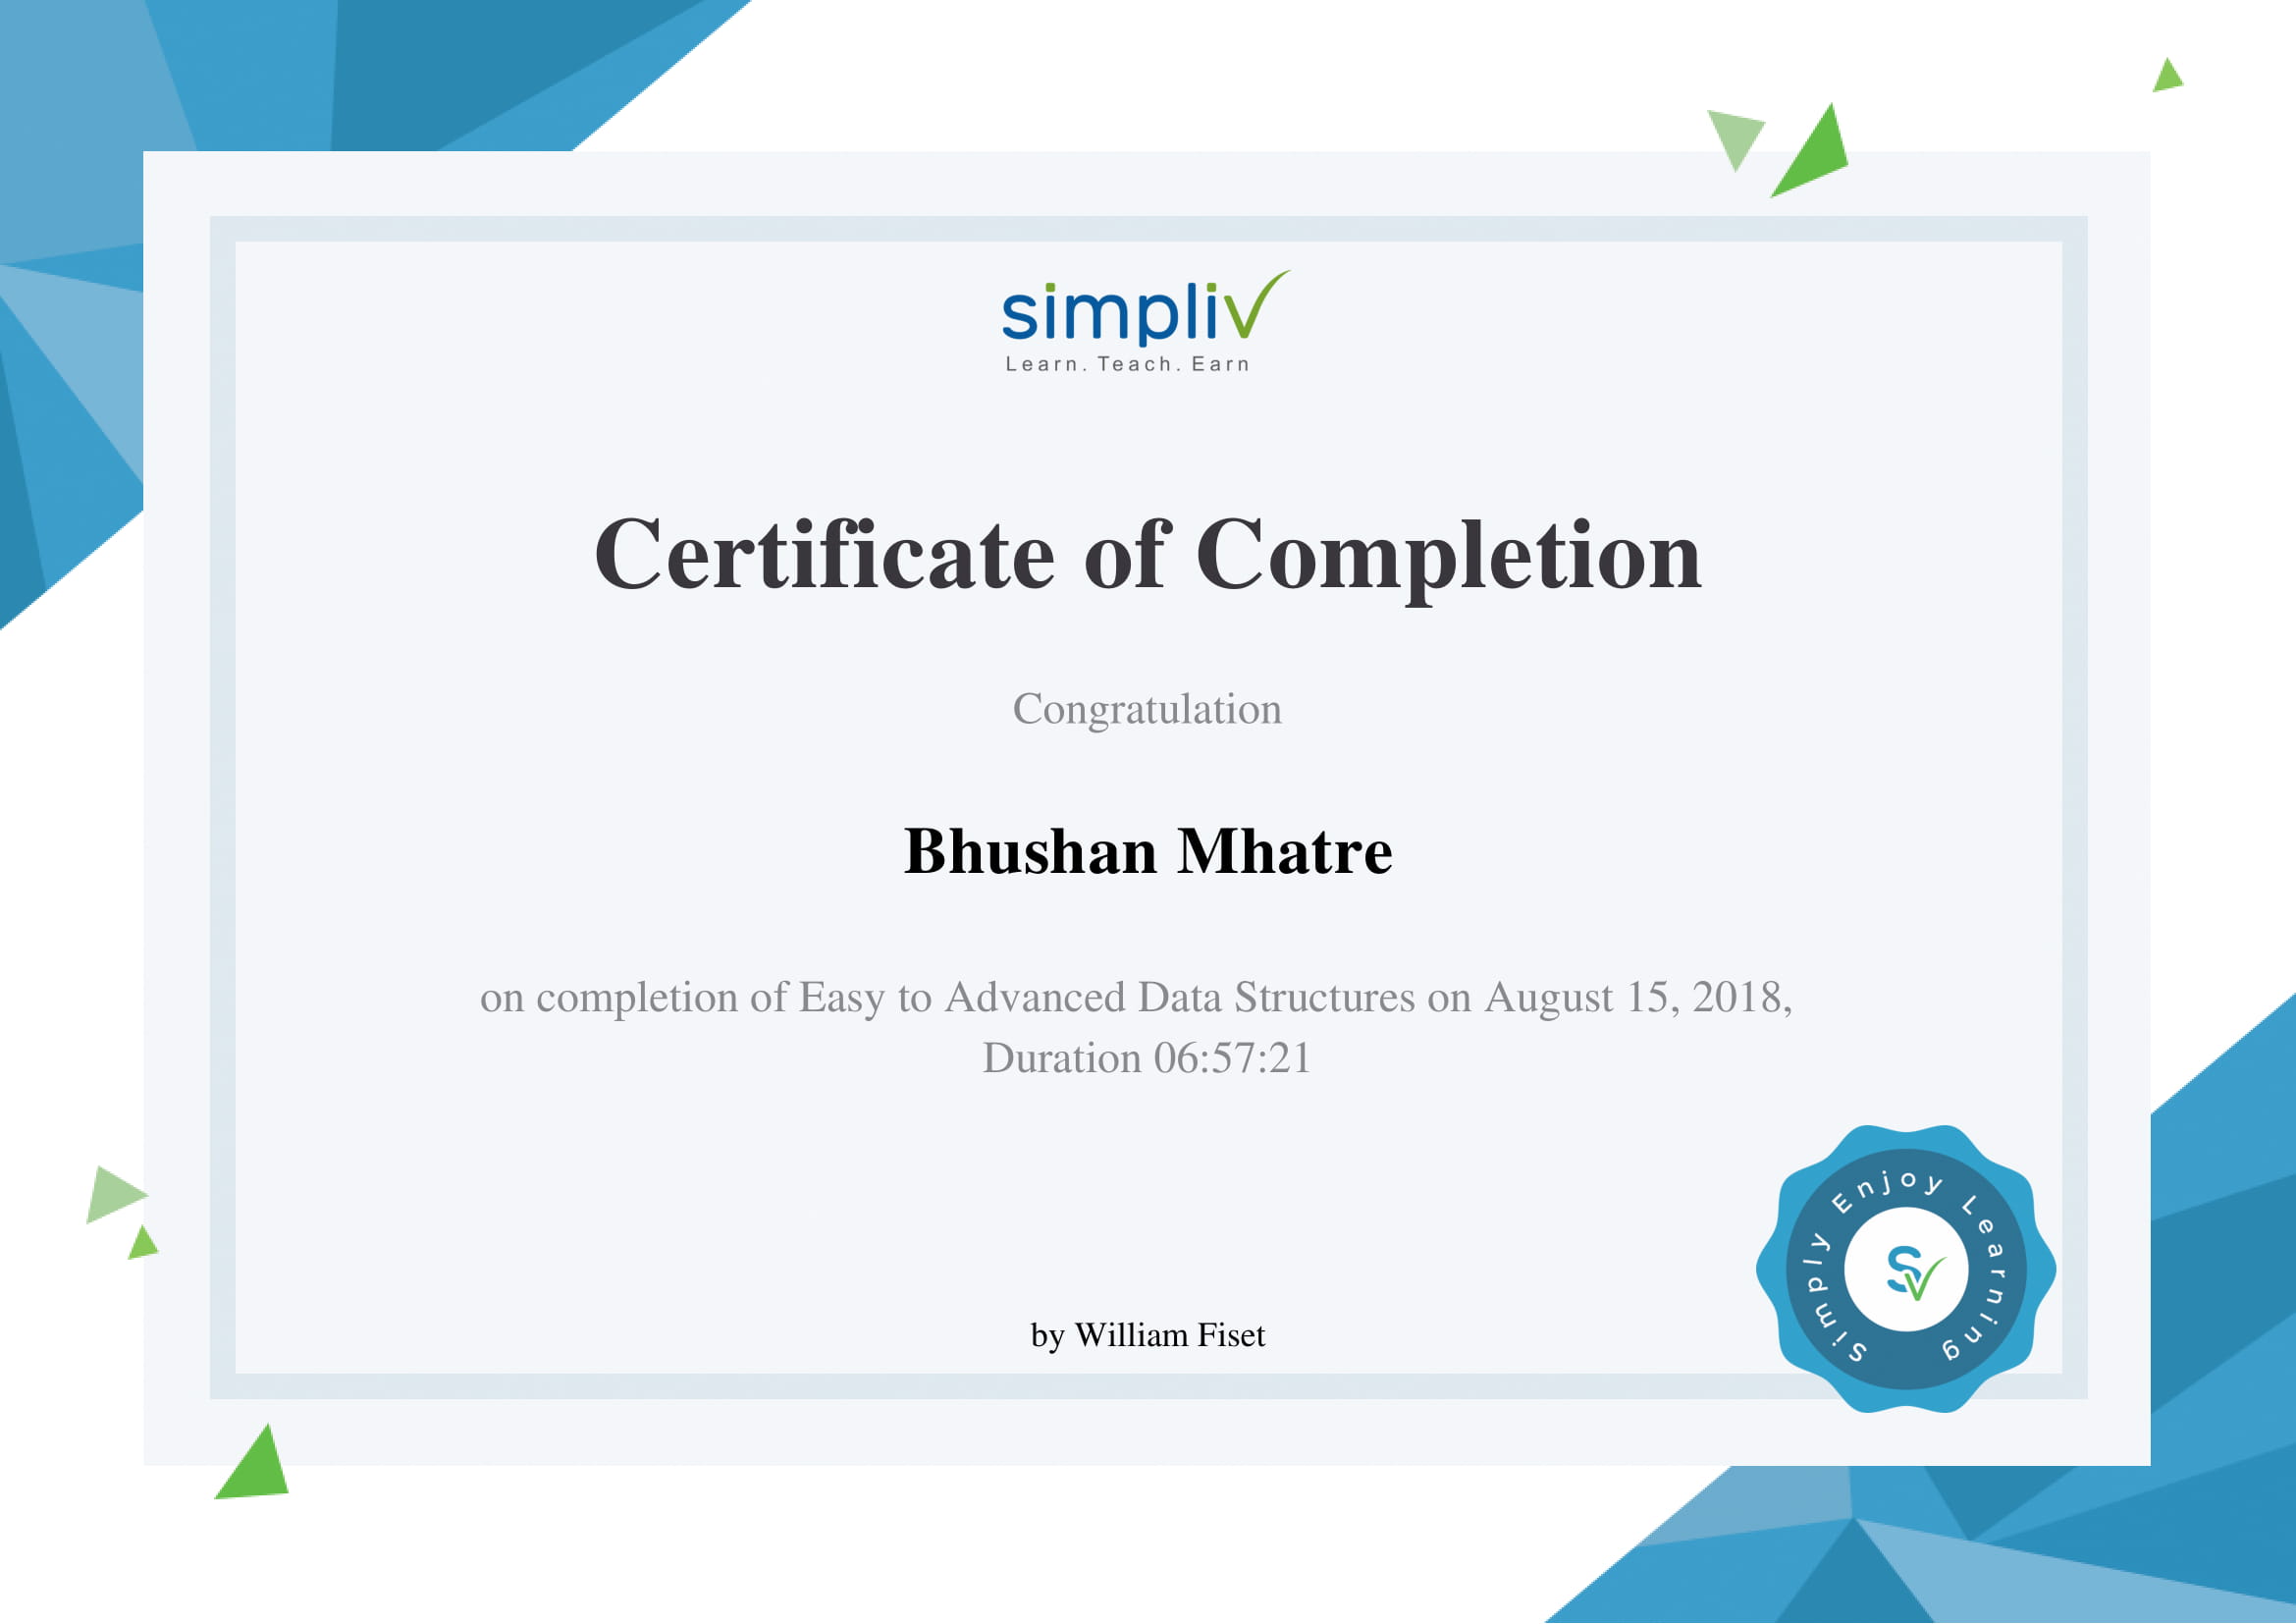 simpliv
Learn. Teach. Earn
Certificate of Completion
Congratulation
Bhushan Mhatre
on completion of Easy to Advanced Data Structures on August 15, 2018,
Duration 06:57:21
by William Fiset
Simply Enjoy Learning
SV